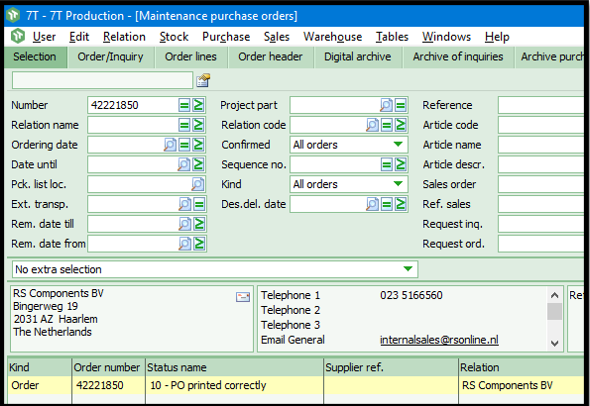 7T - 7T Production - [Maintenance purchase orders]
User Edit Relation Stock Purchase Sales Warehouse Tables Windows Help
Selection Order/Inquiry Order lines Order header Digital archive Archive of inquiries Archive purch
Number 42221850 Project part Reference
Relation name Relation code Article code
Ordering date Confirmed All orders Article name
Date until Sequence no. Article descr.
Pck. list loc. Kind All orders Sales order
Ext. transp. Des.del. date Ref. sales
Rem. date till Request inq.
Rem. date from Request ord.
No extra selection
RS Components BV
Bingerweg 19
2031 AZ Haarlem
The Netherlands
Telephone 1 023 5166560
Telephone 2
Telephone 3
Email General internalsales@rsonline.nl
Ref
Kind Order number Status name Supplier ref. Relation
Order 42221850 10 - PO printed correctly RS Components BV